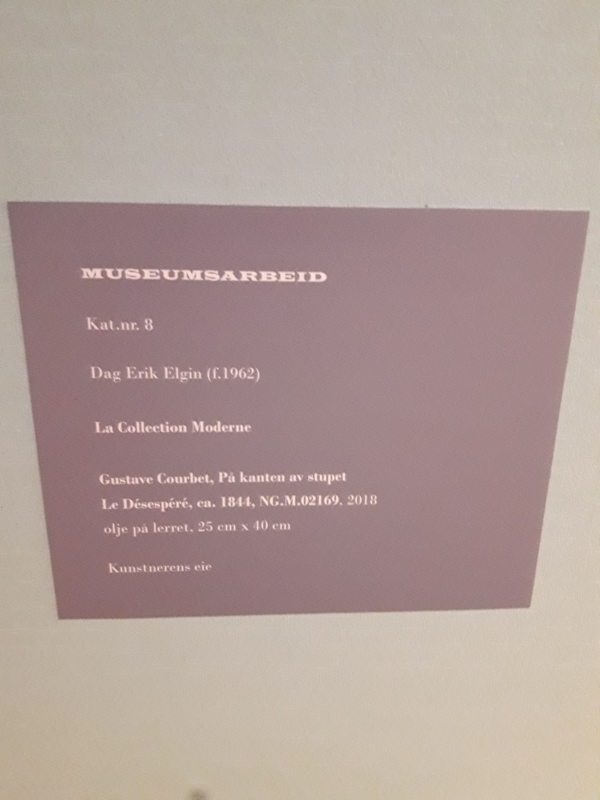 MUSEUMSARBEID
Kat.nr. 8
Dag Erik Elgin (f.1962)
La Collection Moderne
Gustave Courbet, På kanten av stupet
Le Désespéré, ca. 1844, NG.M.02169, 2018
olje på lerret, 25 cm x 40 cm
Kunstnerens eie